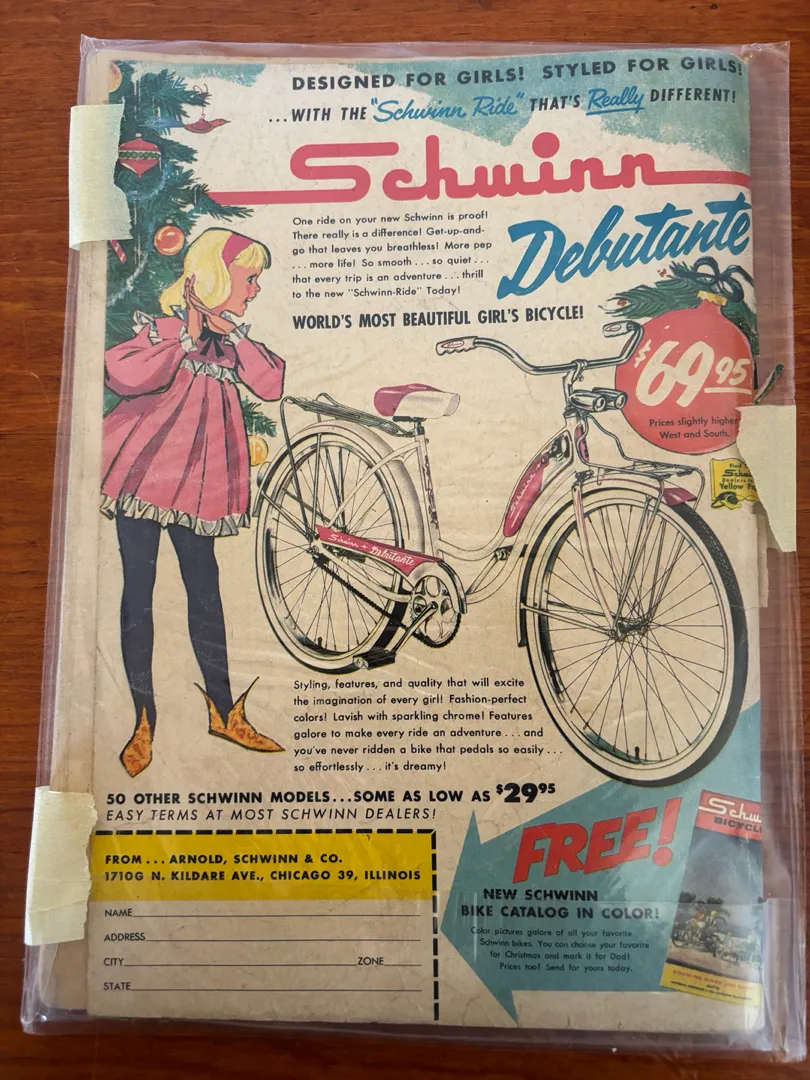 DESIGNED FOR GIRLS! STYLED FOR GIRLS!
...WITH THE "Schwinn Ride" THAT'S Really DIFFERENT!
Schwinn
Debutante
One ride on your new Schwinn is proof!
There really is a difference! Get-up-and-
go that leaves you breathless! More pep
... more life! So smooth ... so quiet ...
that every trip is an adventure ... thrill
to the new "Schwinn-Ride" Today!
WORLD'S MOST BEAUTIFUL GIRL'S BICYCLE!
$69.95
Prices slightly higher
West and South.
Schwinn
Schwinn Debutante
Yellow
Styling, features, and quality that will excite
the imagination of every girl! Fashion-perfect
colors! Lavish with sparkling chrome! Features
galore to make every ride an adventure ... and
you've never ridden a bike that pedals so easily ...
so effortlessly ... it's dreamy!
50 OTHER SCHWINN MODELS...SOME AS LOW AS $29.95
EASY TERMS AT MOST SCHWINN DEALERS!
FROM ... ARNOLD, SCHWINN & CO.
1710G N. KILDARE AVE., CHICAGO 39, ILLINOIS
NAME
ADDRESS
CITY ZONE
STATE
FREE!
NEW SCHWINN
BIKE CATALOG IN COLOR!
Color pictures galore of all your favorite
Schwinn bikes. You can choose your favorite
for Christmas and mark it for Dad!
Prices too! Send for yours today.
Schw
BICYCL